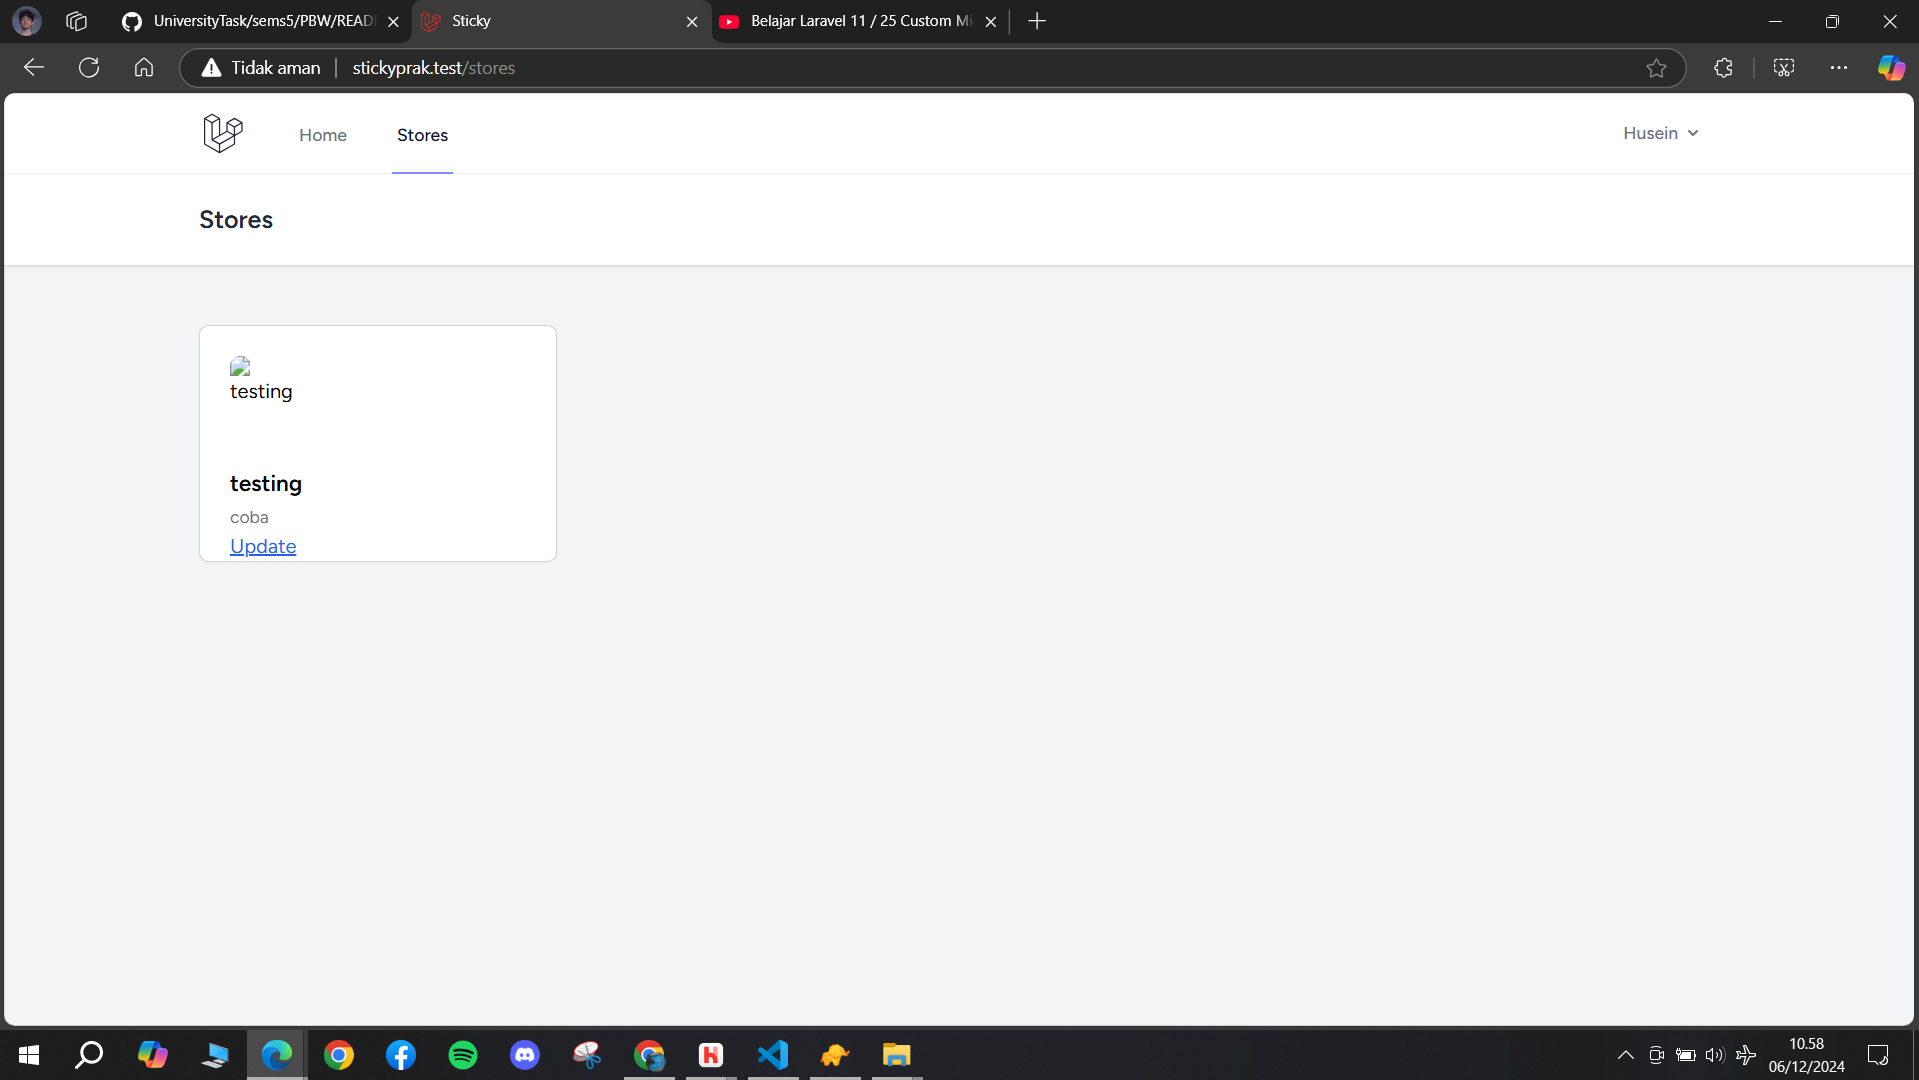 UniversityTask/sems5/PBW/READ
Sticky
Belajar Laravel 11 / 25 Custom Mi
Tidak aman
stickyprak.test/stores
Home
Stores
Husein
Stores
testing
testing
coba
Update
10.58
06/12/2024